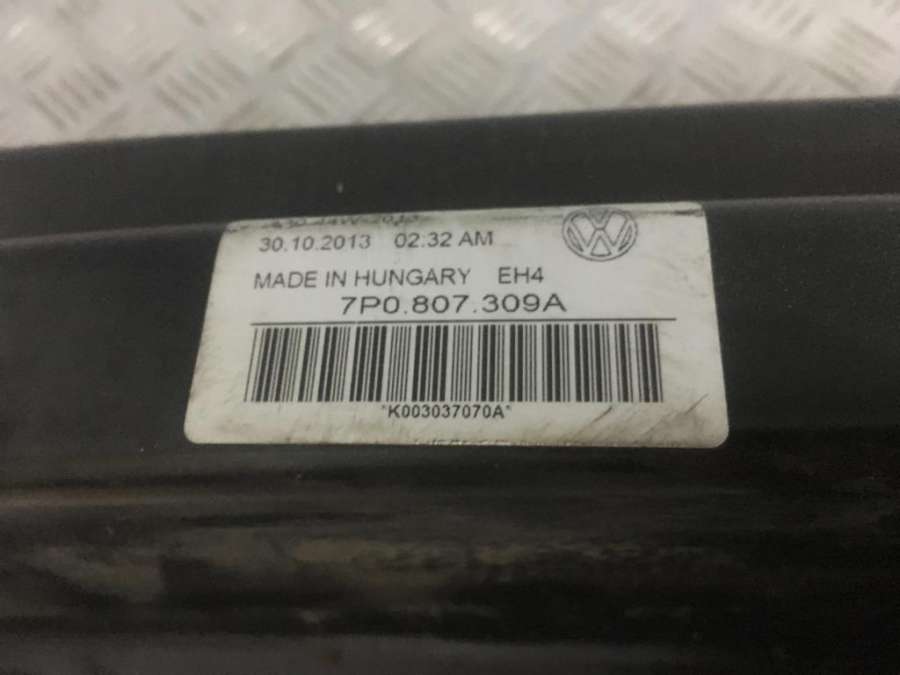 30.10.2013 02:32 AM
MADE IN HUNGARY EH4
7P0.807.309A
*K003037070A*